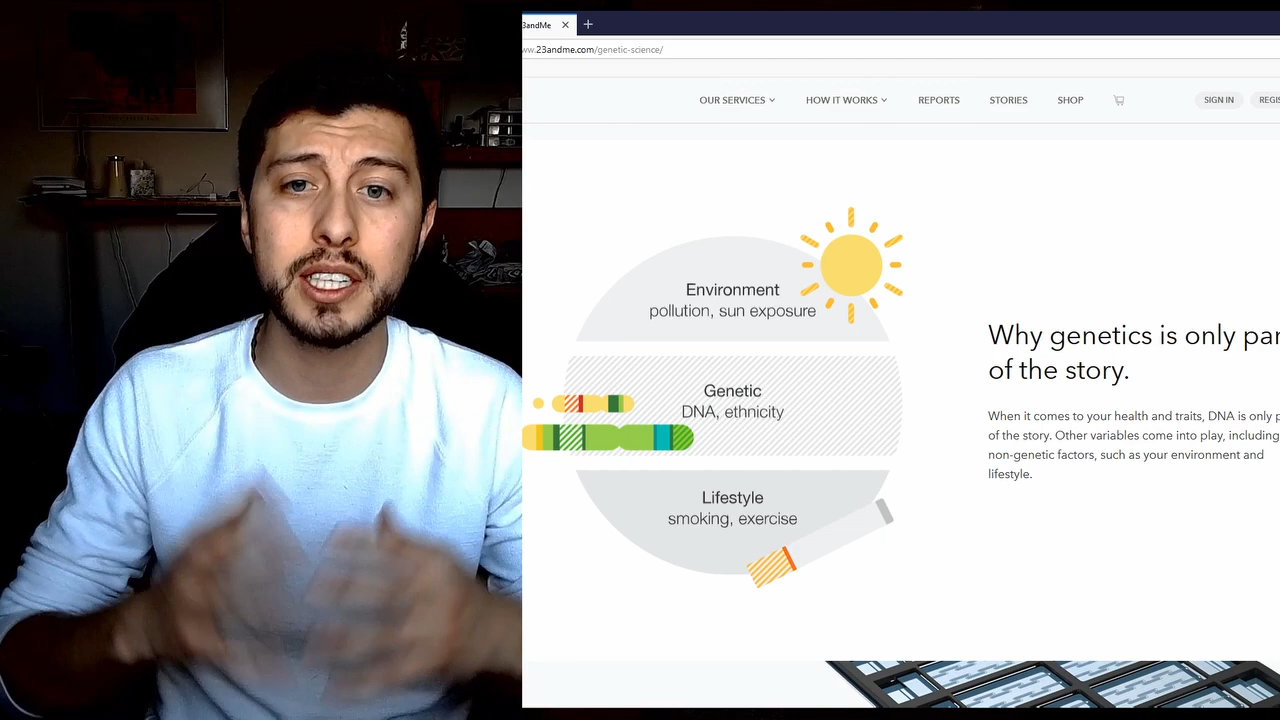 3andMe
ww.23andme.com/genetic-science/
OUR SERVICES
HOW IT WORKS
REPORTS
STORIES
SHOP
SIGN IN
REGIS
Environment
pollution, sun exposure
Genetic
DNA, ethnicity
Lifestyle
smoking, exercise
Why genetics is only par
of the story.
When it comes to your health and traits, DNA is only p
of the story. Other variables come into play, including
non-genetic factors, such as your environment and
lifestyle.